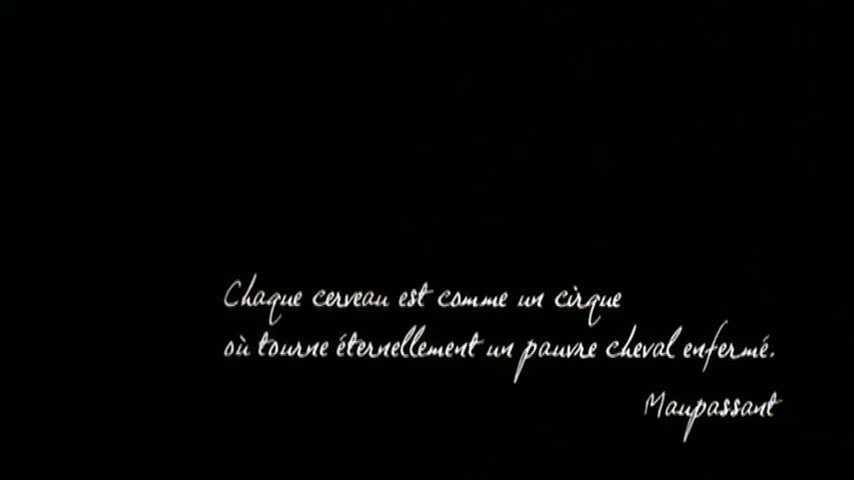 Chaque cerveau est comme un cirque
où tourne éternellement un pauvre cheval enfermé.
Maupassant